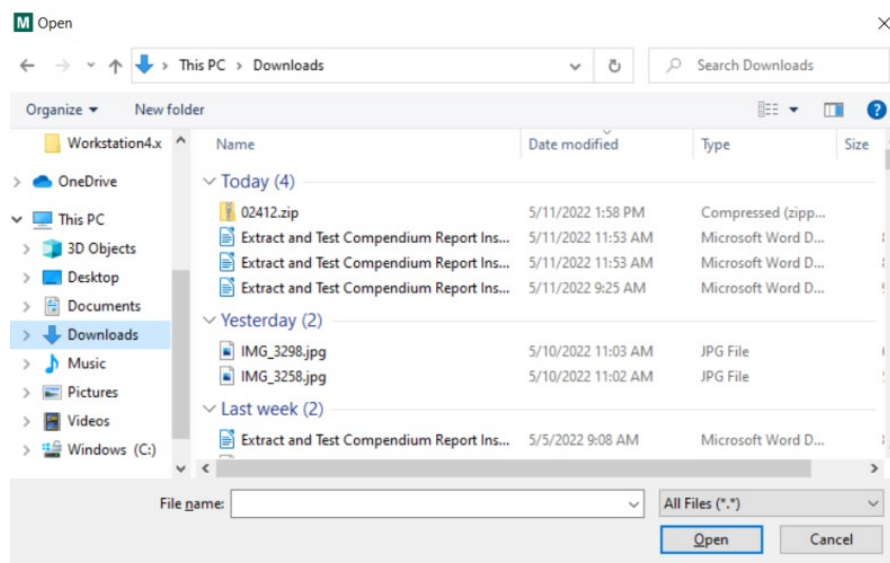 M Open
This PC > Downloads
Search Downloads
Organize
New folder
Name
Date modified
Type
Size
Workstation4.x
OneDrive
This PC
3D Objects
Desktop
Documents
Downloads
Music
Pictures
Videos
Windows (C:)
Today (4)
02412.zip 5/11/2022 1:58 PM Compressed (zipp...
Extract and Test Compendium Report Ins... 5/11/2022 11:53 AM Microsoft Word D...
Extract and Test Compendium Report Ins... 5/11/2022 11:53 AM Microsoft Word D...
Extract and Test Compendium Report Ins... 5/11/2022 9:25 AM Microsoft Word D...
Yesterday (2)
IMG_3298.jpg 5/10/2022 11:03 AM JPG File
IMG_3258.jpg 5/10/2022 11:02 AM JPG File
Last week (2)
Extract and Test Compendium Report Ins... 5/5/2022 9:08 AM Microsoft Word D...
File name:
All Files (*.*)
Open
Cancel